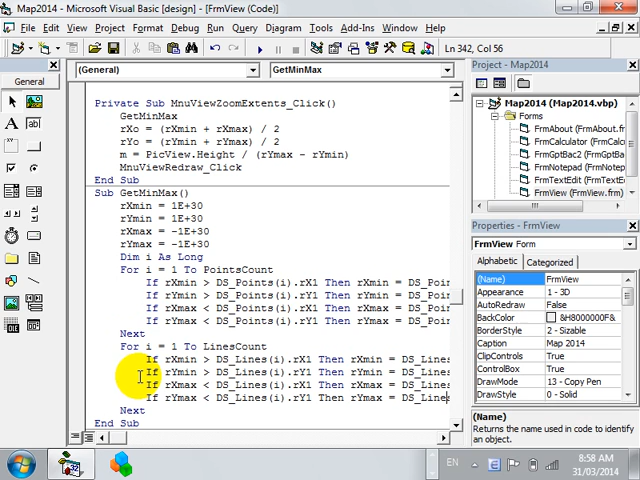 Map2014 - Microsoft Visual Basic [design] - [FrmView (Code)]
File Edit View Project Format Debug Run Query Diagram Tools Add-Ins Window Help
Ln 342, Col 56
General
(General)
GetMinMax
Private Sub MnuViewZoomExtents_Click()
GetMinMax
rXo = (rXmin + rXmax) / 2
rYo = (rYmin + rYmax) / 2
m = PicView.Height / (rYmax - rYmin)
MnuViewRedraw_Click
End Sub
Sub GetMinMax()
rXmin = 1E+30
rYmin = 1E+30
rXmax = -1E+30
rYmax = -1E+30
Dim i As Long
For i = 1 To PointsCount
If rXmin > DS_Points(i).rX1 Then rXmin = DS_Poin
If rYmin > DS_Points(i).rY1 Then rYmin = DS_Poin
If rXmax < DS_Points(i).rX1 Then rXmax = DS_Poin
If rYmax < DS_Points(i).rY1 Then rYmax = DS_Poin
Next
For i = 1 To LinesCount
If rXmin > DS_Lines(i).rX1 Then rXmin = DS_Lines
If rYmin > DS_Lines(i).rY1 Then rYmin = DS_Lines
If rXmax < DS_Lines(i).rX1 Then rXmax = DS_Lines
If rYmax < DS_Lines(i).rY1 Then rYmax = DS_Line
Next
End Sub
Project - Map2014
Map2014 (Map2014.vbp)
Forms
FrmAbout (FrmAbout.f
FrmCalculator (FrmCalc
FrmGptBac2 (FrmGptB
FrmNotepad (FrmNotep
FrmTextEdit (FrmTextE
FrmView (FrmView.frm)
Properties - FrmView
FrmView Form
Alphabetic Categorized
(Name) FrmView
Appearance 1 - 3D
AutoRedraw False
BackColor &H8000000F&
BorderStyle 2 - Sizable
Caption Map 2014
ClipControls True
ControlBox True
DrawMode 13 - Copy Pen
DrawStyle 0 - Solid
(Name)
Returns the name used in code to identify
an object.
EN
8:58 AM
31/03/2014